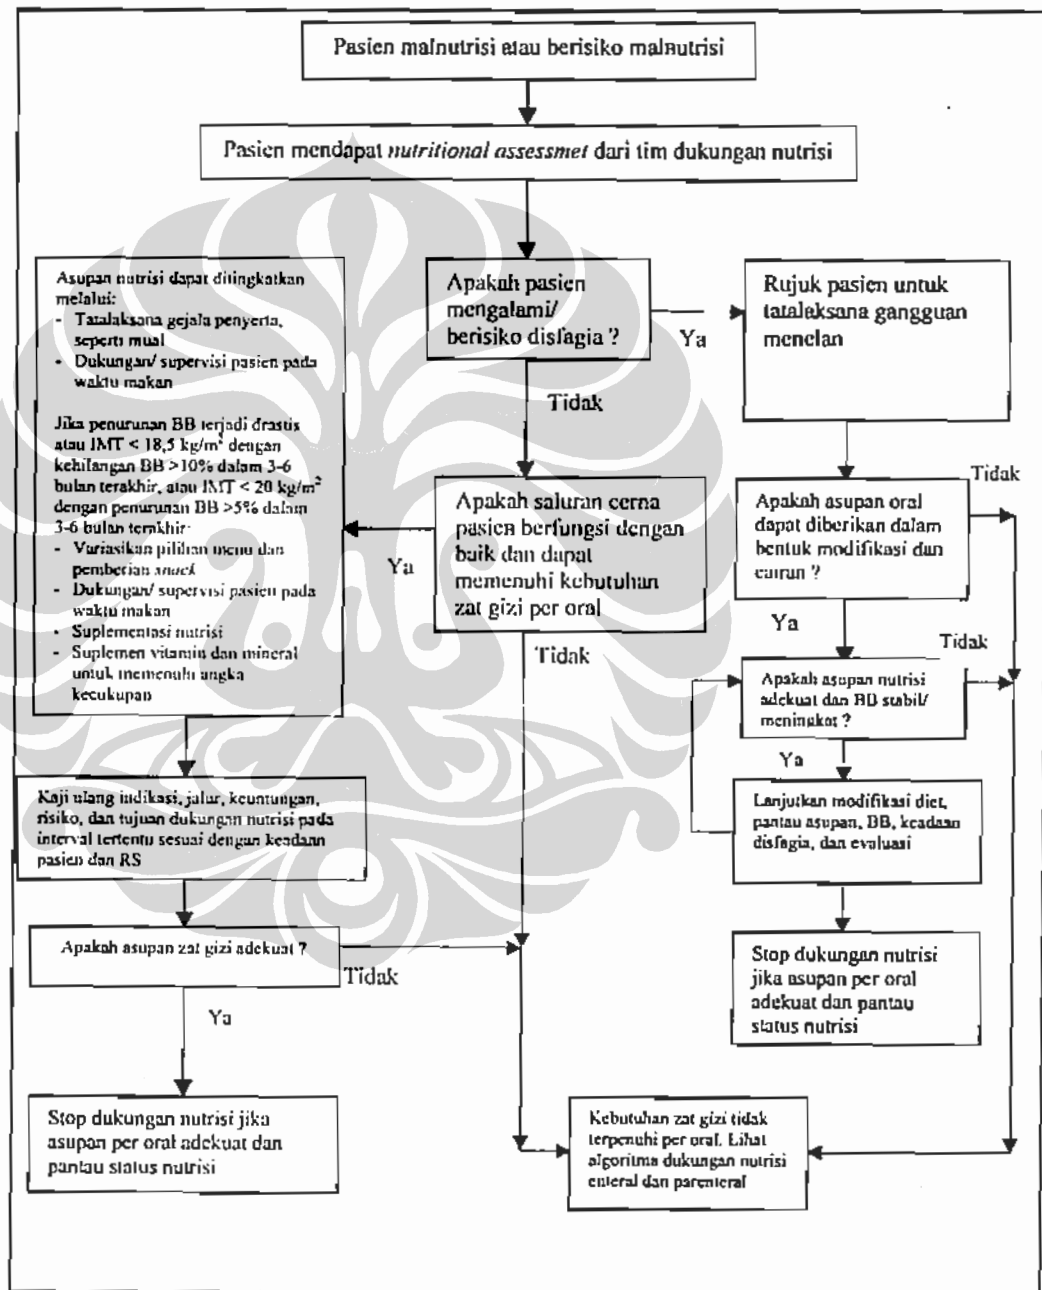 Pasien malnutrisi atau berisiko malnutrisi
Pasien mendapat nutritional assessmet dari tim dukungan nutrisi
Apakah pasien
mengalami/
berisiko disfagia ?
Ya
Rujuk pasien untuk
tatalaksana gangguan
menelan
Tidak
Asupan nutrisi dapat ditingkatkan
melalui:
- Tatalaksana gejala penyerta,
seperti mual
- Dukungan/ supervisi pasien pada
waktu makan
Jika penurunan BB terjadi drastis
atau IMT < 18,5 kg/m² dengan
kehilangan BB >10% dalam 3-6
bulan terakhir, atau IMT < 20 kg/m²
dengan penurunan BB >5% dalam
3-6 bulan terakhir:
- Variasikan pilihan menu dan
pemberian snack
- Dukungan/ supervisi pasien pada
waktu makan
- Suplementasi nutrisi
- Suplemen vitamin dan mineral
untuk memenuhi angka
kecukupan
Ya
Apakah saluran cerna
pasien berfungsi dengan
baik dan dapat
memenuhi kebutuhan
zat gizi per oral
Tidak
Apakah asupan oral
dapat diberikan dalam
bentuk modifikasi dan
cairan ?
Tidak
Ya
Apakah asupan nutrisi
adekuat dan BB stabil/
meningkat ?
Tidak
Ya
Lanjutkan modifikasi diet,
pantau asupan, BB, keadaan
disfagia, dan evaluasi
Stop dukungan nutrisi
jika asupan per oral
adekuat dan pantau
status nutrisi
Kaji ulang indikasi, jalur, keuntungan,
risiko, dan tujuan dukungan nutrisi pada
interval tertentu sesuai dengan keadaan
pasien dan RS
Apakah asupan zat gizi adekuat ?
Tidak
Ya
Stop dukungan nutrisi jika
asupan per oral adekuat dan
pantau status nutrisi
Kebutuhan zat gizi tidak
terpenuhi per oral. Lihat
algoritma dukungan nutrisi
enteral dan parenteral